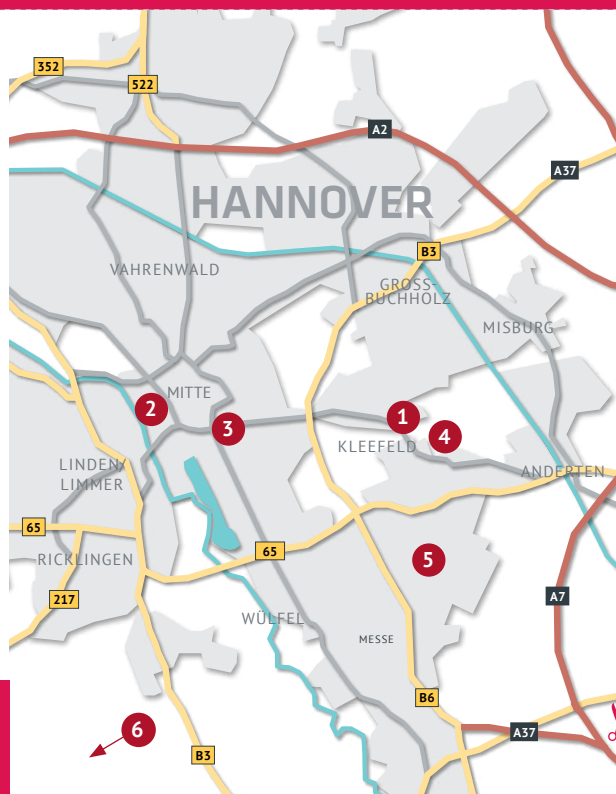 352
522
A2
A37
HANNOVER
B3
VAHRENWALD
GROSS-
BUCHHOLZ
MISBURG
MITTE
2
3
1
4
KLEEFELD
LINDEN/
LIMMER
ANDERTEN
65
65
RICKLINGEN
5
217
A7
WÜLFEL
MESSE
B6
6
A37
B3
d